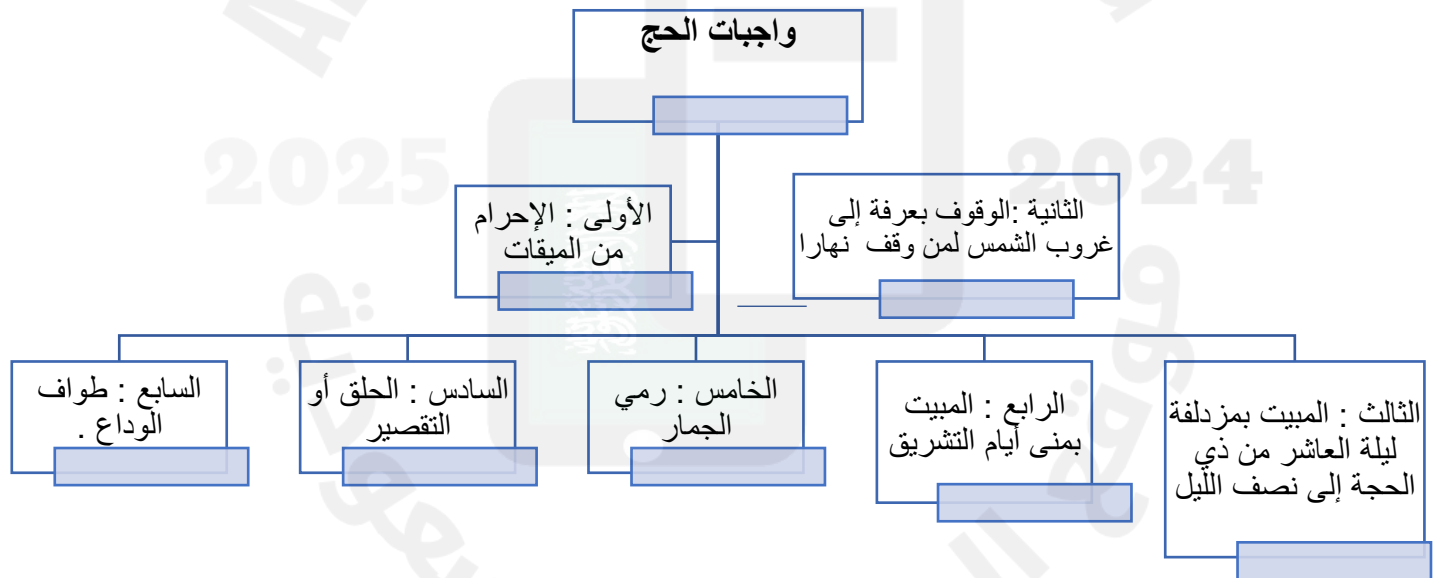 واجبات الحج
2025
2024
الأولى : الإحرام
من الميقات
الثانية :الوقوف بعرفة إلى
غروب الشمس لمن وقف نهارا
الثالث : المبيت بمزدلفة
ليلة العاشر من ذي
الحجة إلى نصف الليل
الرابع : المبيت
بمنى أيام التشريق
الخامس : رمي
الجمار
السادس : الحلق أو
التقصير
السابع : طواف
الوداع .